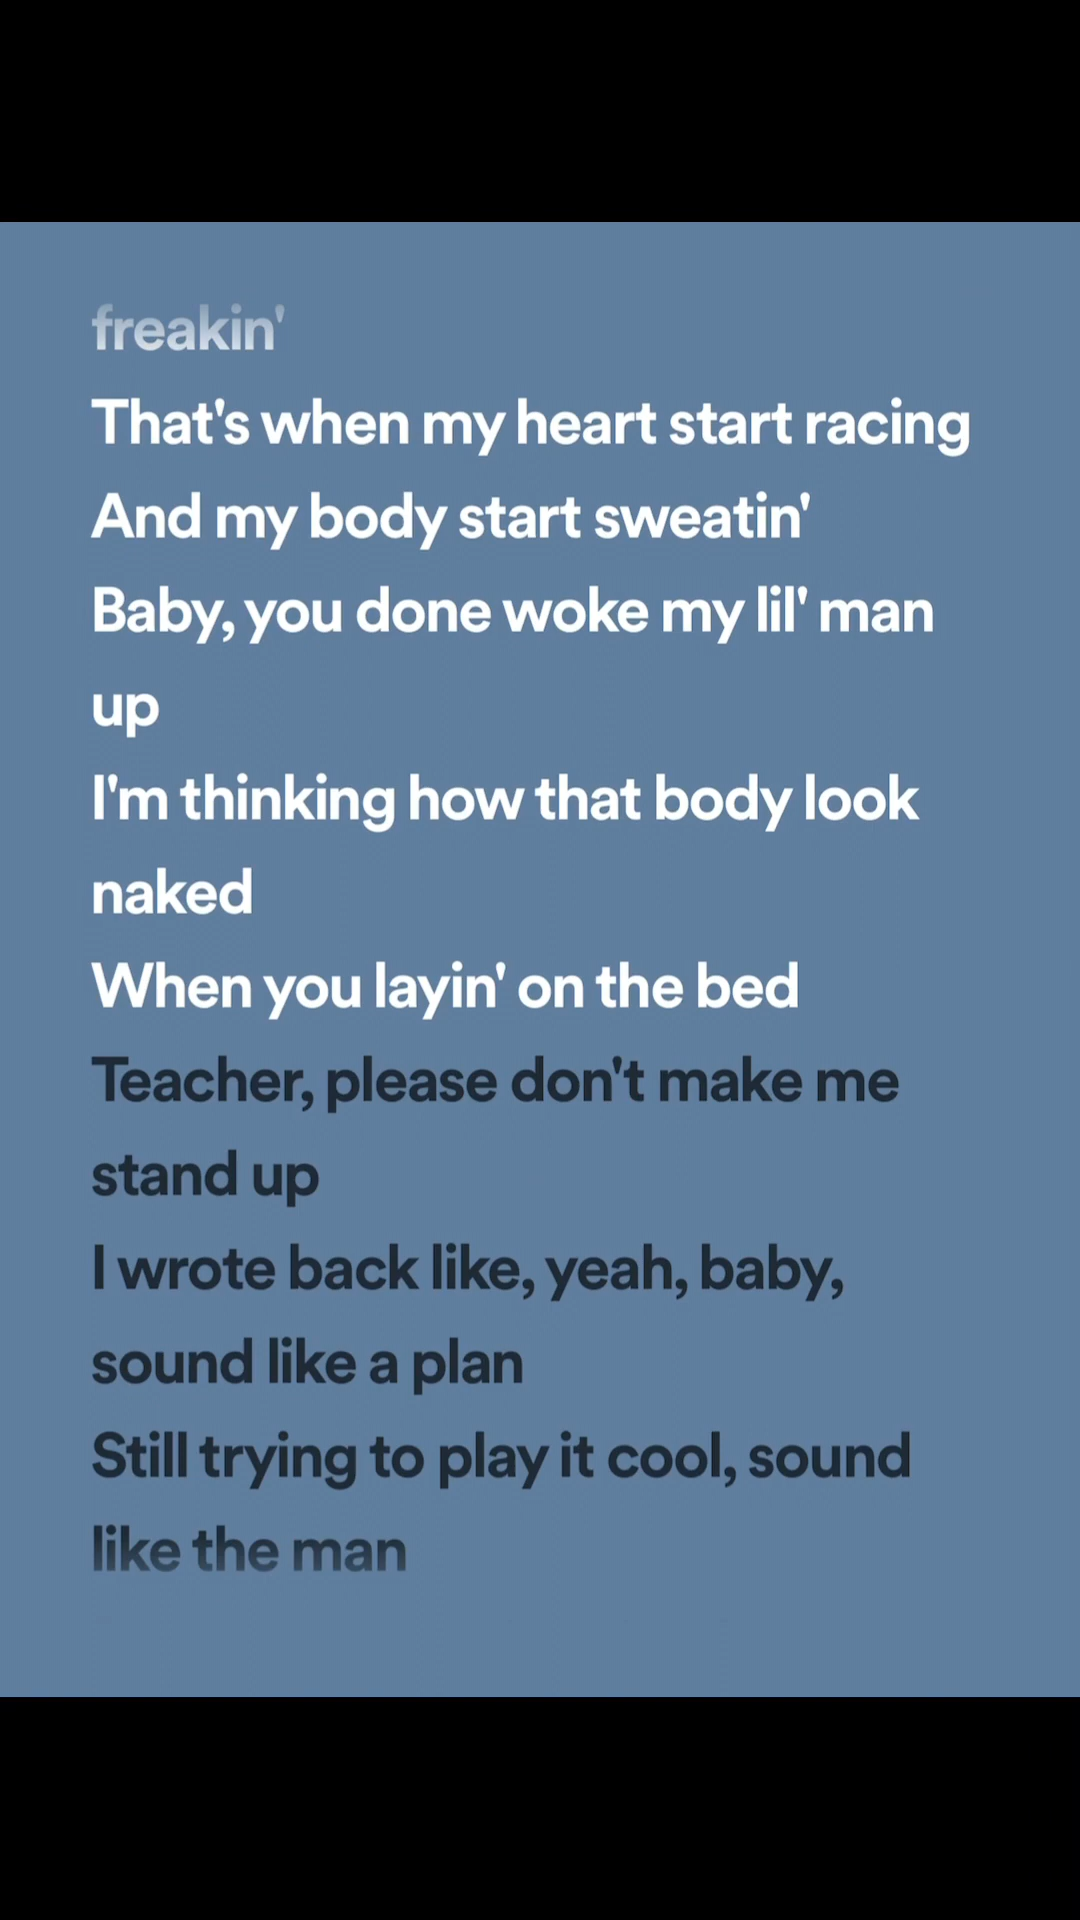 freakin'
That's when my heart start racing
And my body start sweatin'
Baby, you done woke my lil' man
up
I'm thinking how that body look
naked
When you layin' on the bed
Teacher, please don't make me
stand up
I wrote back like, yeah, baby,
sound like a plan
Still trying to play it cool, sound
like the man